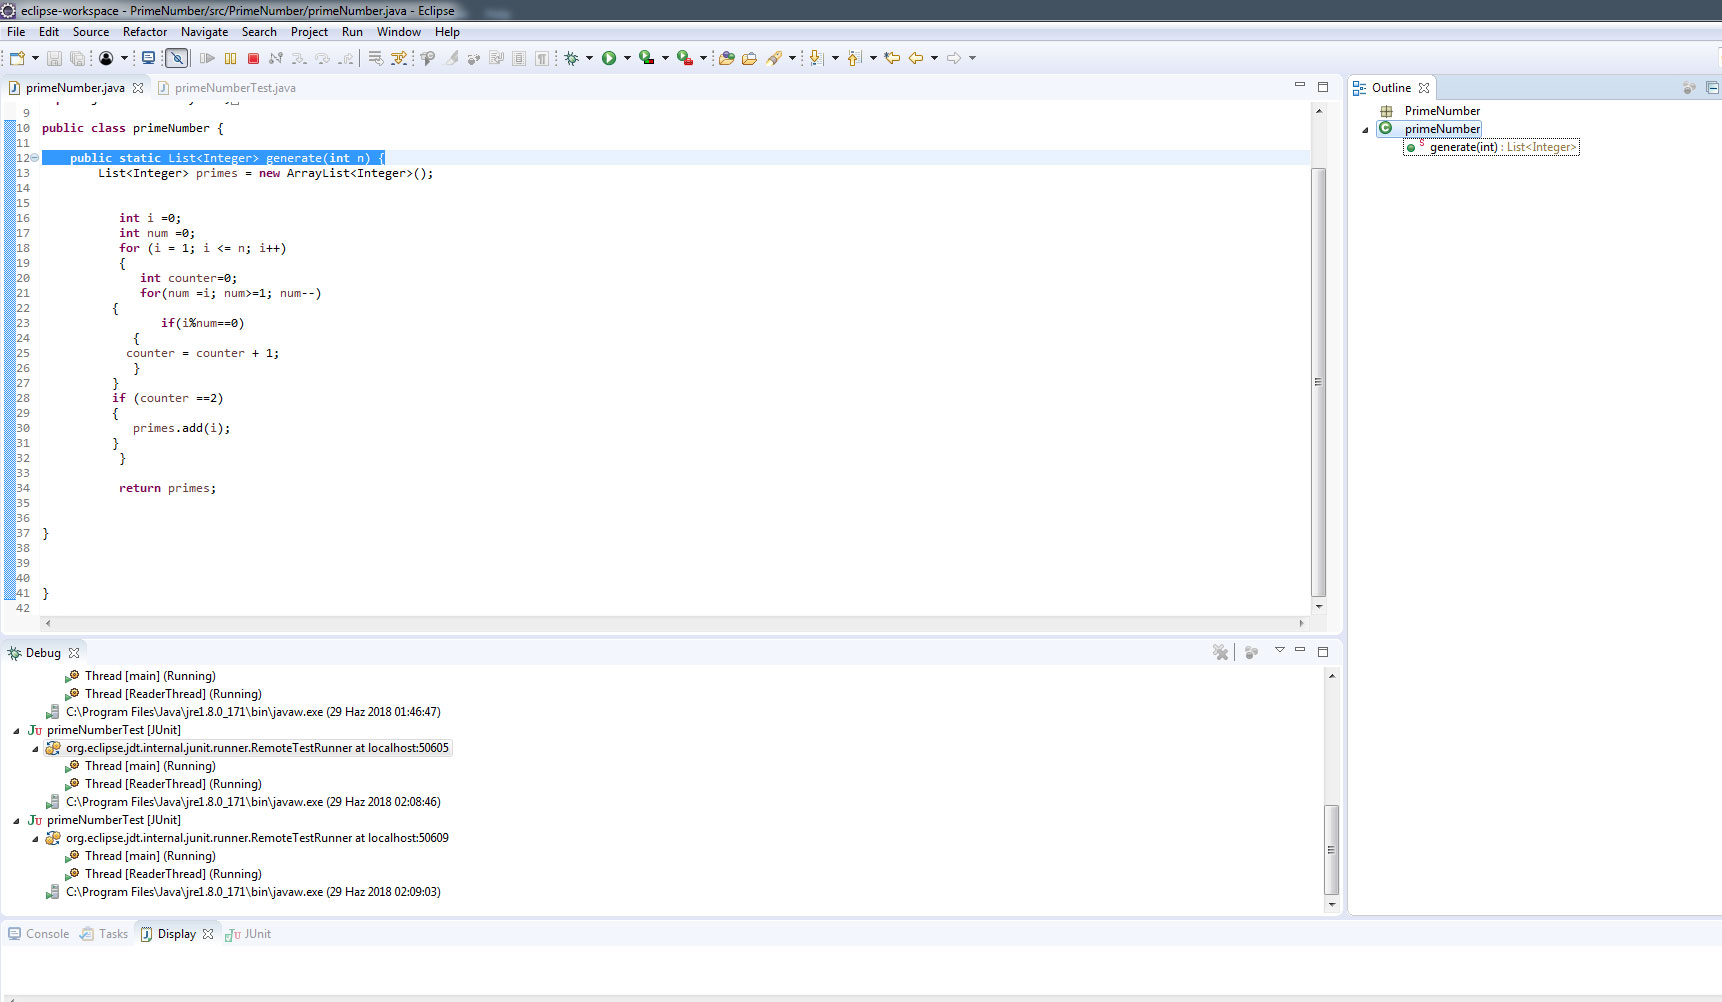 eclipse-workspace - PrimeNumber/src/PrimeNumber/primeNumber.java - Eclipse
File Edit Source Refactor Navigate Search Project Run Window Help
primeNumber.java primeNumberTest.java
9
10 public class primeNumber {
11
12 public static List<Integer> generate(int n) {
13 List<Integer> primes = new ArrayList<Integer>();
14
15
16 int i =0;
17 int num =0;
18 for (i = 1; i <= n; i++)
19 {
20 int counter=0;
21 for(num =i; num>=1; num--)
22 {
23 if(i%num==0)
24 {
25 counter = counter + 1;
26 }
27 }
28 if (counter ==2)
29 {
30 primes.add(i);
31 }
32 }
33
34 return primes;
35
36
37 }
38
39
40
41 }
42
Outline
PrimeNumber
primeNumber
generate(int) : List<Integer>
Debug
Thread [main] (Running)
Thread [ReaderThread] (Running)
C:\Program Files\Java\jre1.8.0_171\bin\javaw.exe (29 Haz 2018 01:46:47)
primeNumberTest [JUnit]
org.eclipse.jdt.internal.junit.runner.RemoteTestRunner at localhost:50605
Thread [main] (Running)
Thread [ReaderThread] (Running)
C:\Program Files\Java\jre1.8.0_171\bin\javaw.exe (29 Haz 2018 02:08:46)
primeNumberTest [JUnit]
org.eclipse.jdt.internal.junit.runner.RemoteTestRunner at localhost:50609
Thread [main] (Running)
Thread [ReaderThread] (Running)
C:\Program Files\Java\jre1.8.0_171\bin\javaw.exe (29 Haz 2018 02:09:03)
Console Tasks Display JUnit